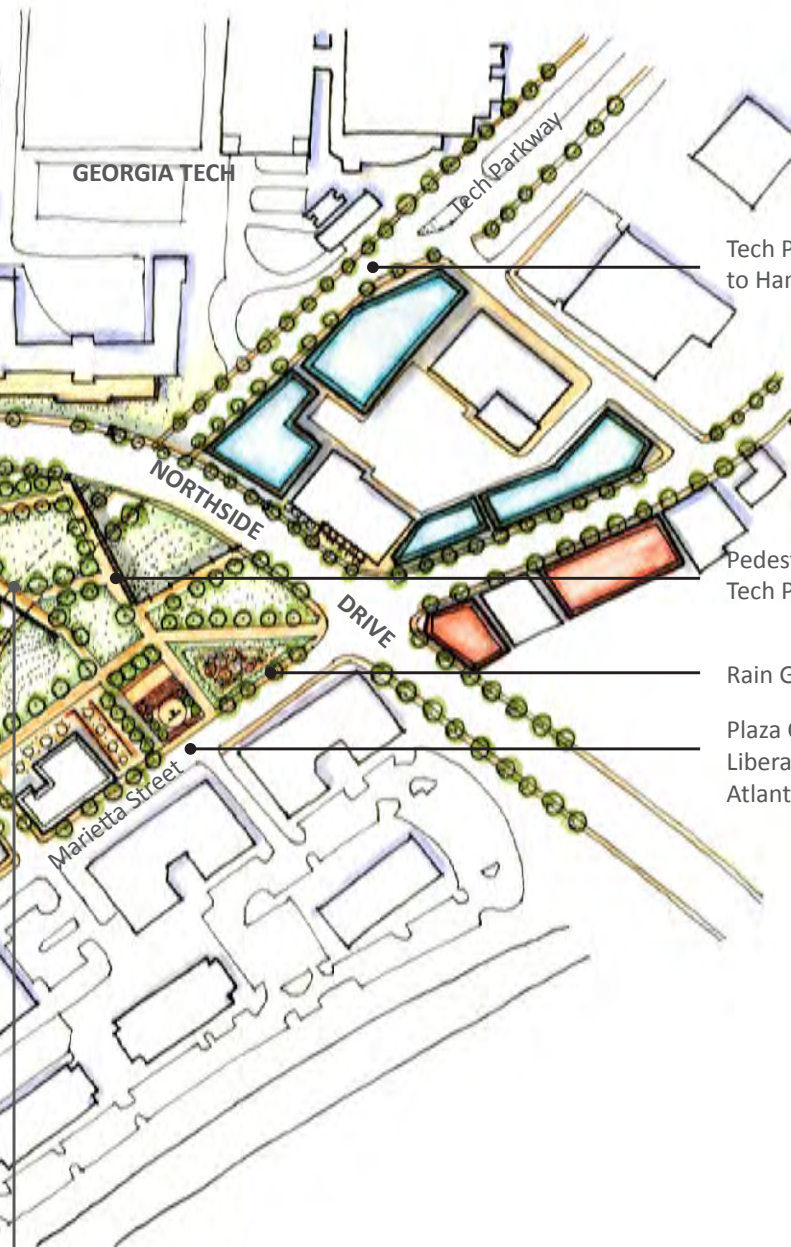 GEORGIA TECH
Tech Parkway
Tech P
to Har
NORTHSIDE
DRIVE
Pedest
Tech P
Rain G
Plaza
Libera
Atlant
Marietta Street